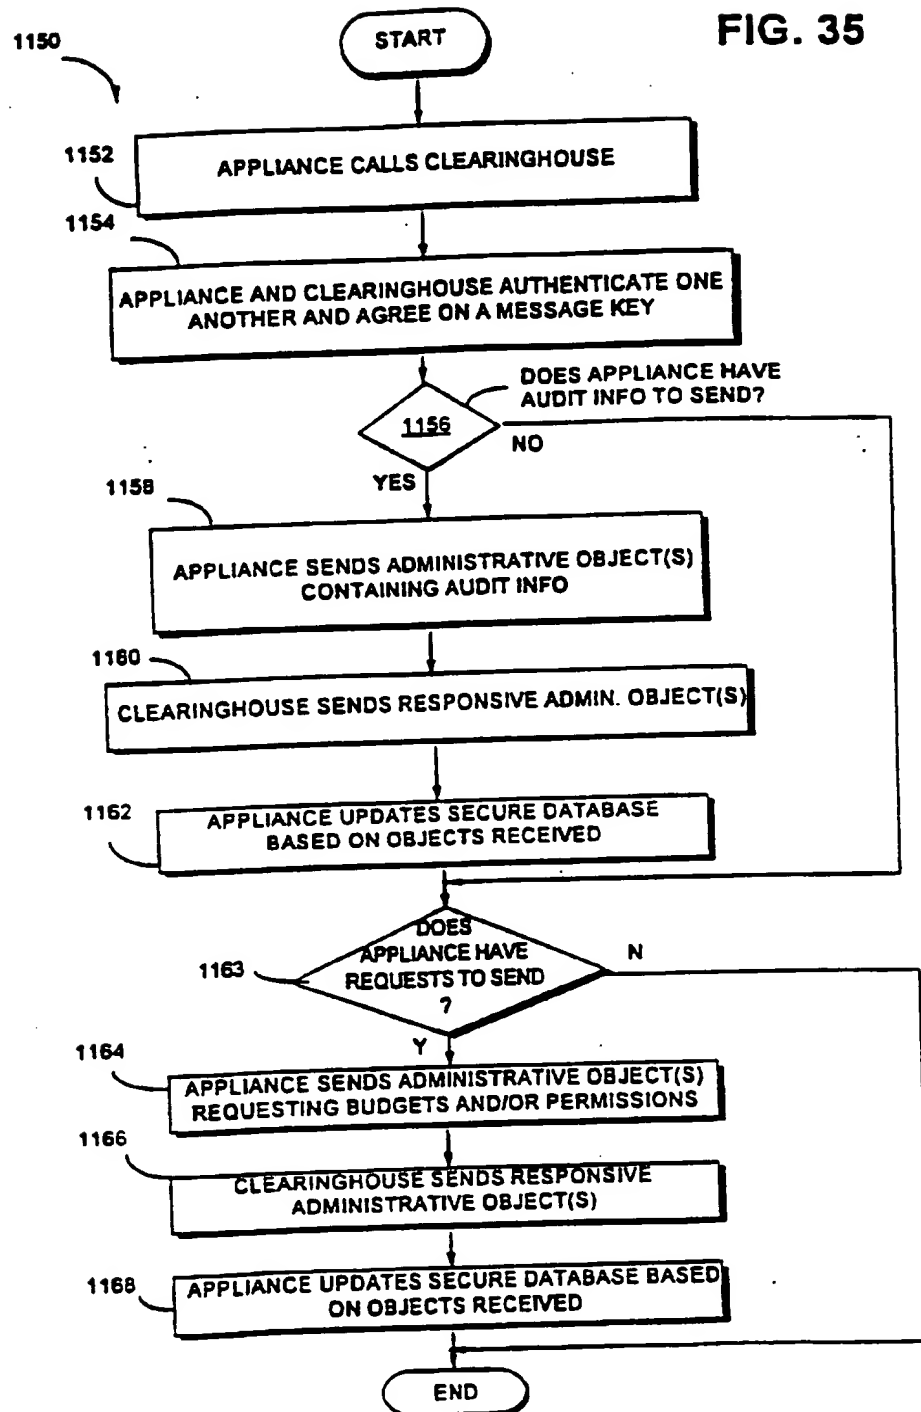 FIG. 35
1150
START
1152
APPLIANCE CALLS CLEARINGHOUSE
1154
APPLIANCE AND CLEARINGHOUSE AUTHENTICATE ONE
ANOTHER AND AGREE ON A MESSAGE KEY
DOES APPLIANCE HAVE
AUDIT INFO TO SEND?
1156
NO
YES
1158
APPLIANCE SENDS ADMINISTRATIVE OBJECT(S)
CONTAINING AUDIT INFO
1160
CLEARINGHOUSE SENDS RESPONSIVE ADMIN. OBJECT(S)
1162
APPLIANCE UPDATES SECURE DATABASE
BASED ON OBJECTS RECEIVED
1163
DOES
APPLIANCE HAVE
REQUESTS TO SEND
?
N
Y
1164
APPLIANCE SENDS ADMINISTRATIVE OBJECT(S)
REQUESTING BUDGETS AND/OR PERMISSIONS
1166
CLEARINGHOUSE SENDS RESPONSIVE
ADMINISTRATIVE OBJECT(S)
1168
APPLIANCE UPDATES SECURE DATABASE BASED
ON OBJECTS RECEIVED
END